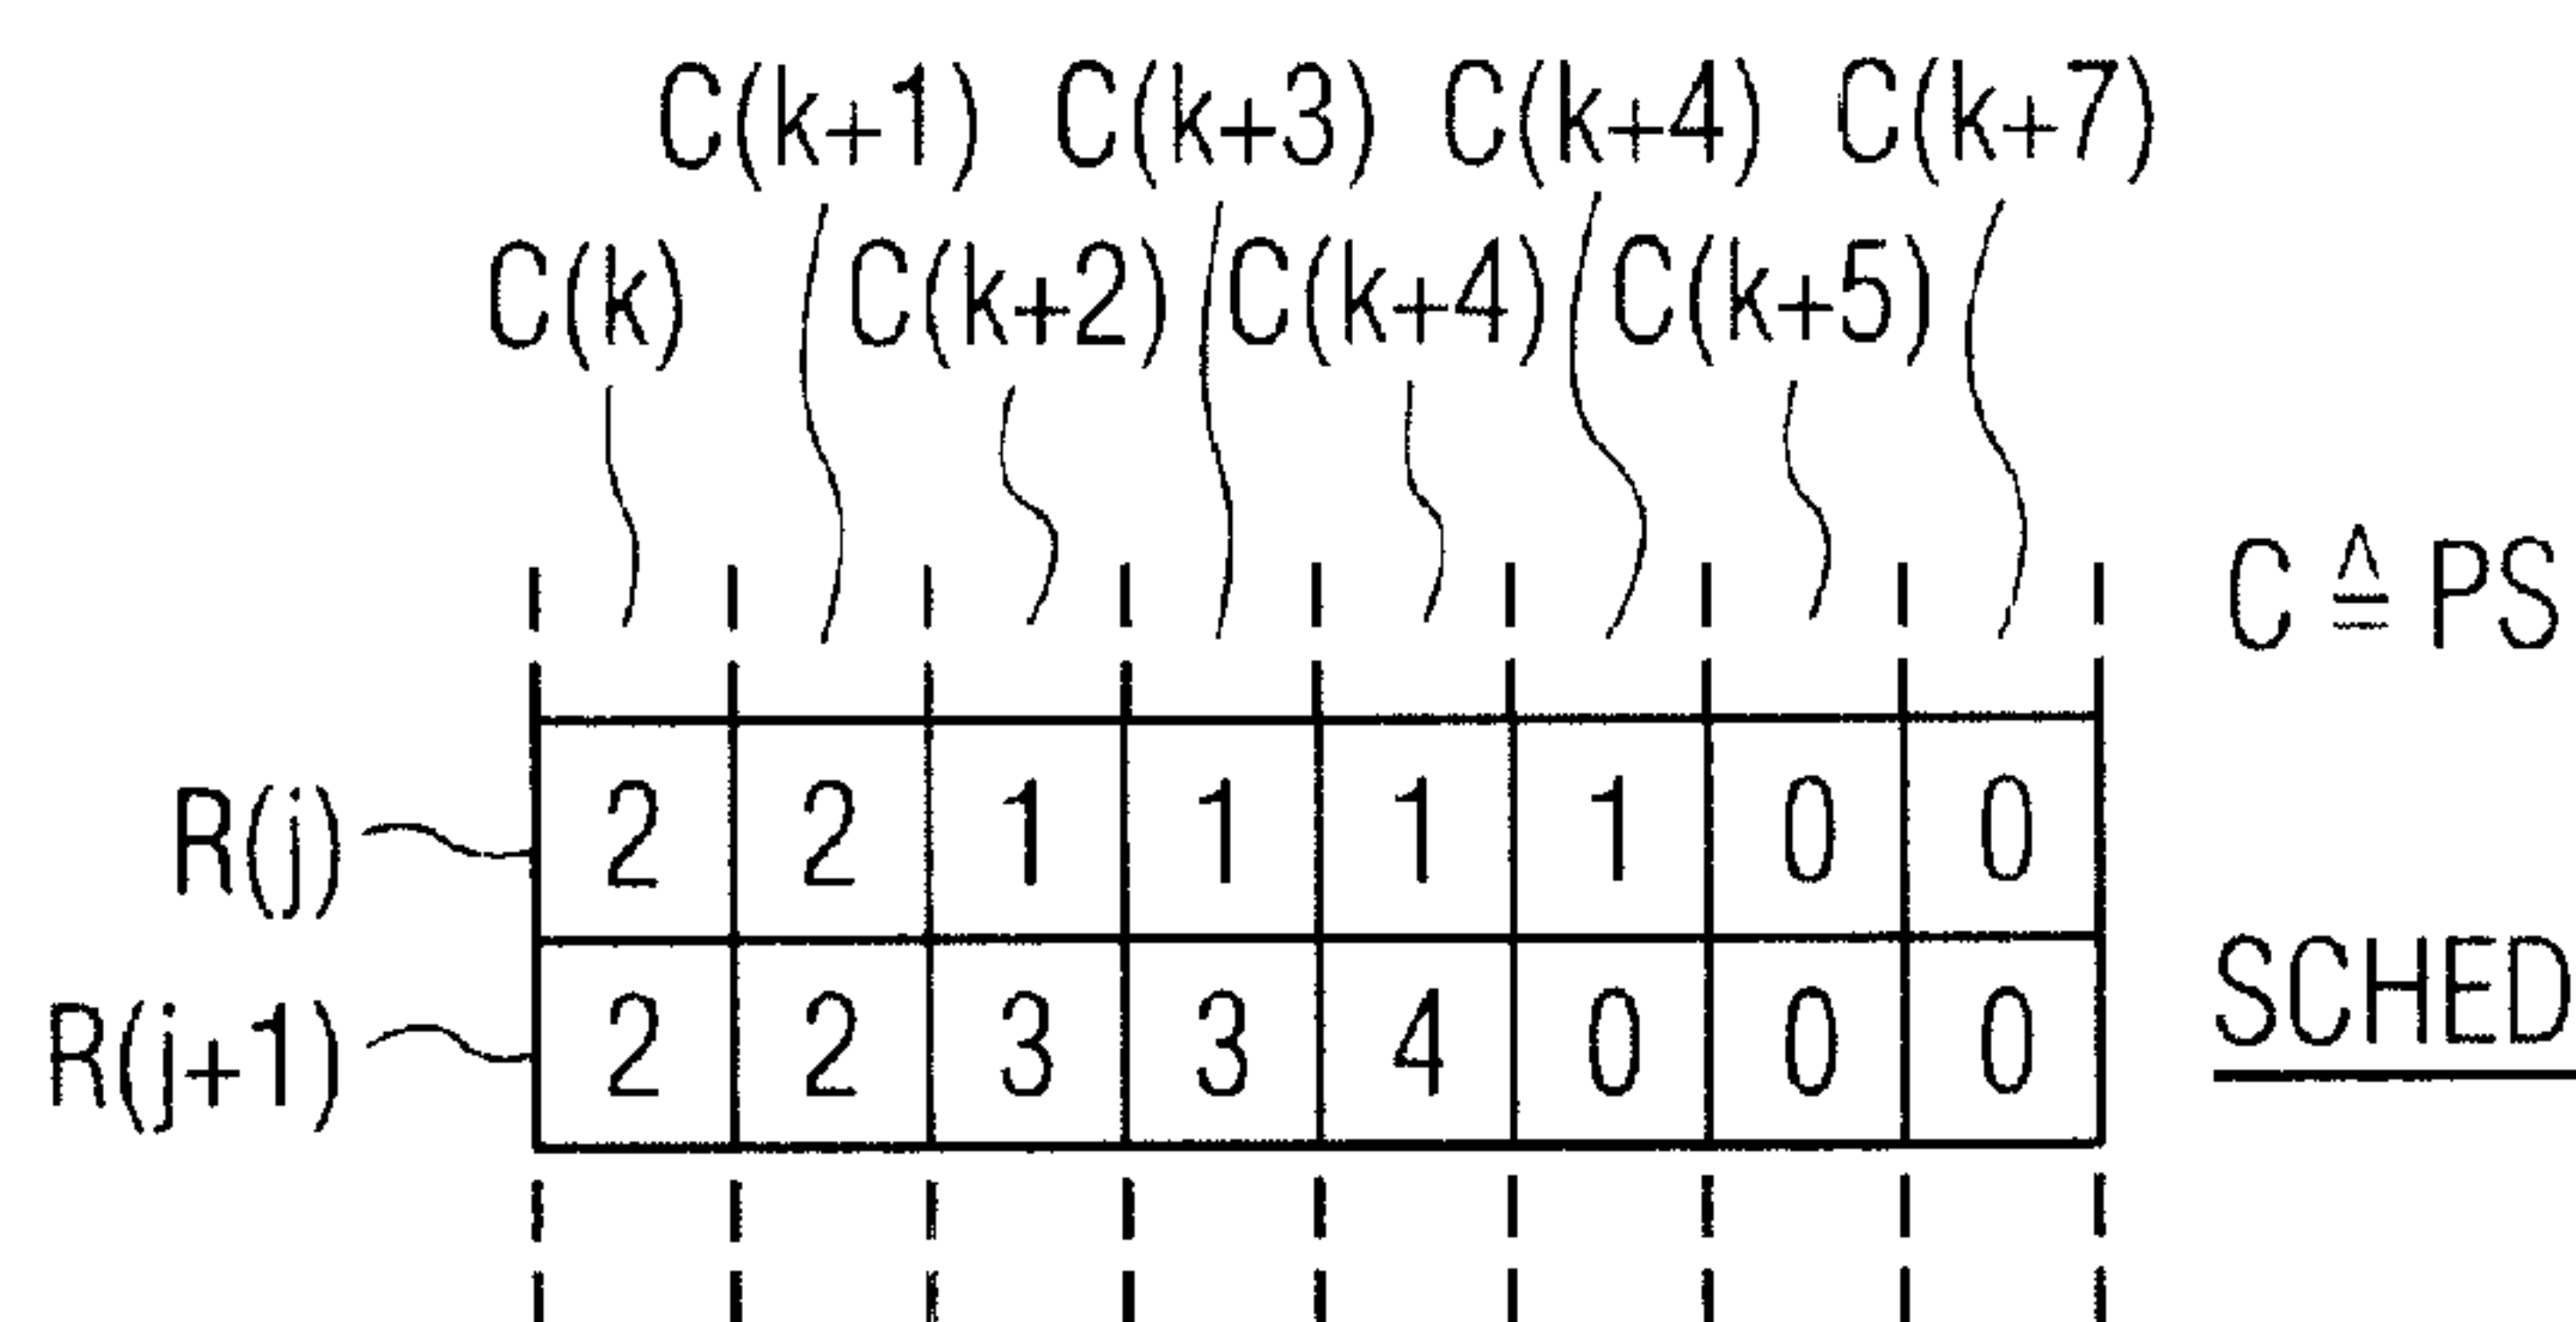 C(k+1) C(k+3) C(k+4) C(k+7)
C(k) C(k+2) C(k+4) C(k+5)
C ≙ PS
R(j) 2 2 1 1 1 1 0 0
R(j+1) 2 2 3 3 4 0 0 0
SCHED